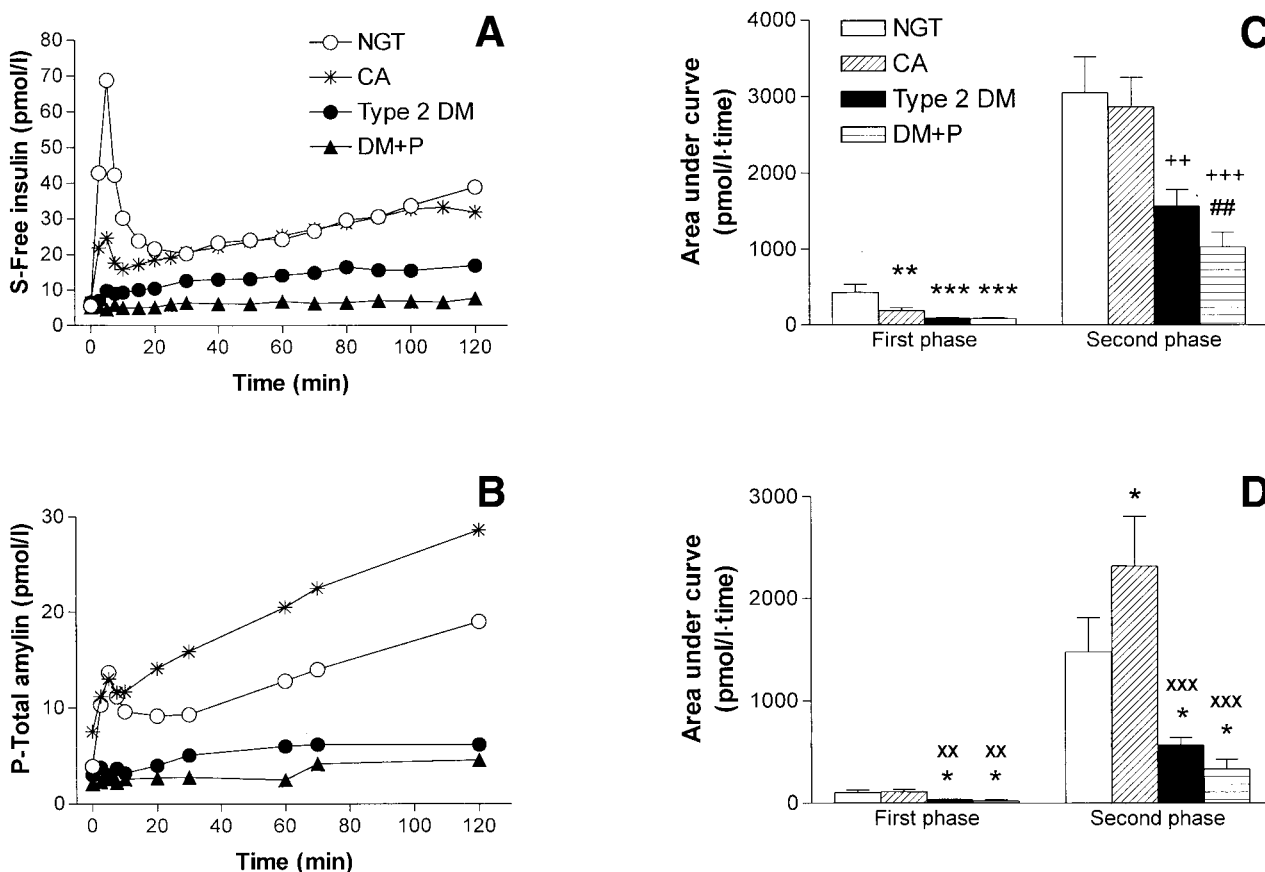 A
S-Free insulin (pmol/l)
80
70
60
50
40
30
20
10
0
NGT
CA
Type 2 DM
DM+P
0 20 40 60 80 100 120
Time (min)
C
Area under curve
(pmol/l·time)
4000
3000
2000
1000
0
NGT
CA
Type 2 DM
DM+P
**
***
***
++
+++
##
First phase
Second phase
B
P-Total amylin (pmol/l)
30
20
10
0
0 20 40 60 80 100 120
Time (min)
D
Area under curve
(pmol/l·time)
3000
2000
1000
0
xx
*
xx
*
*
xxx
*
xxx
*
First phase
Second phase